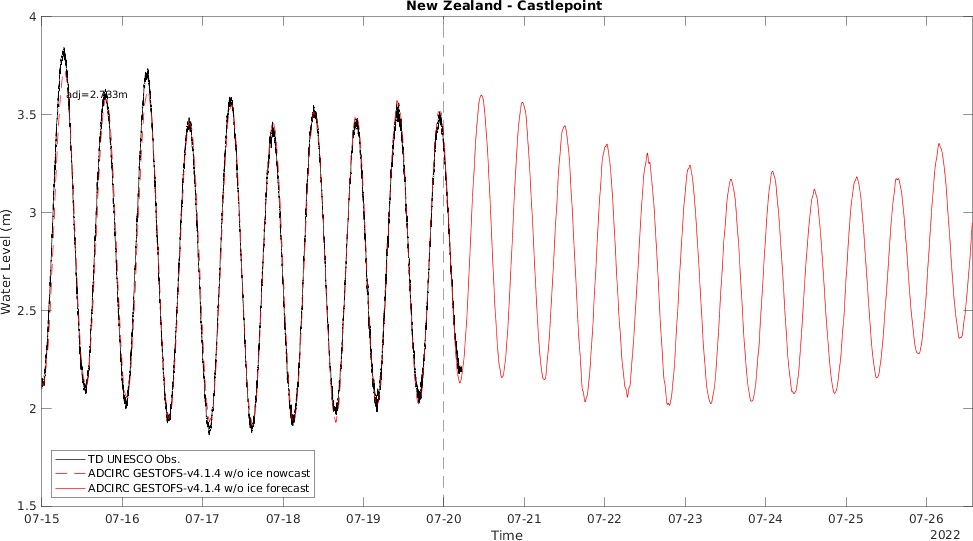 New Zealand - Castlepoint
Water Level (m)
4
3.5
3
2.5
2
1.5
adj=2.733m
TD UNESCO Obs.
ADCIRC GESTOFS-v4.1.4 w/o ice nowcast
ADCIRC GESTOFS-v4.1.4 w/o ice forecast
07-15 07-16 07-17 07-18 07-19 07-20 07-21 07-22 07-23 07-24 07-25 07-26
2022
Time